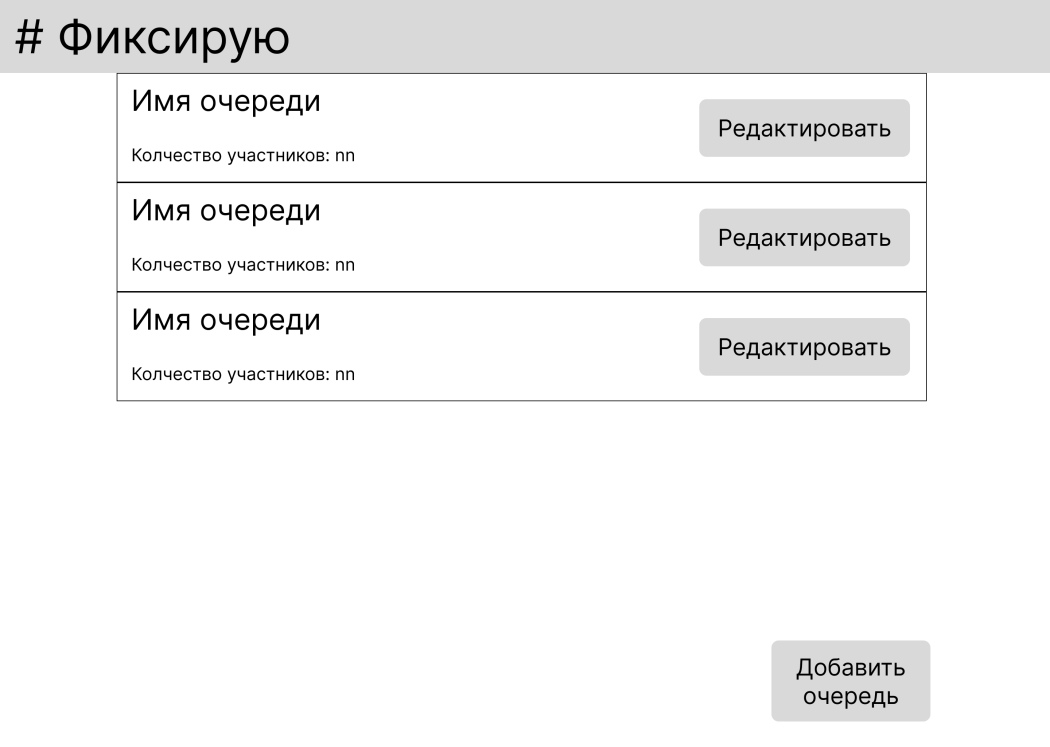 # Фиксирую
Имя очереди
Редактировать
Колчество участников: nn
Имя очереди
Редактировать
Колчество участников: nn
Имя очереди
Редактировать
Колчество участников: nn
Добавить
очередь